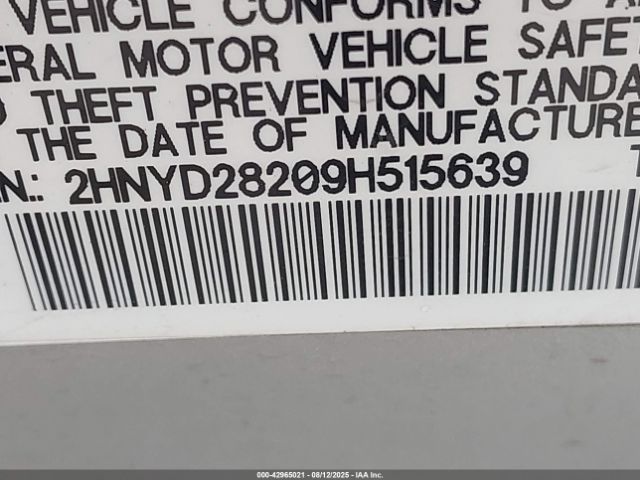 VEHICLE CONFORMS TO
ERAL MOTOR VEHICLE SAFET
THEFT PREVENTION STANDA
THE DATE OF MANUFACTURE
N.: 2HNYD28209H515639 T
000-42965021 - 08/12/2025 - IAA Inc.